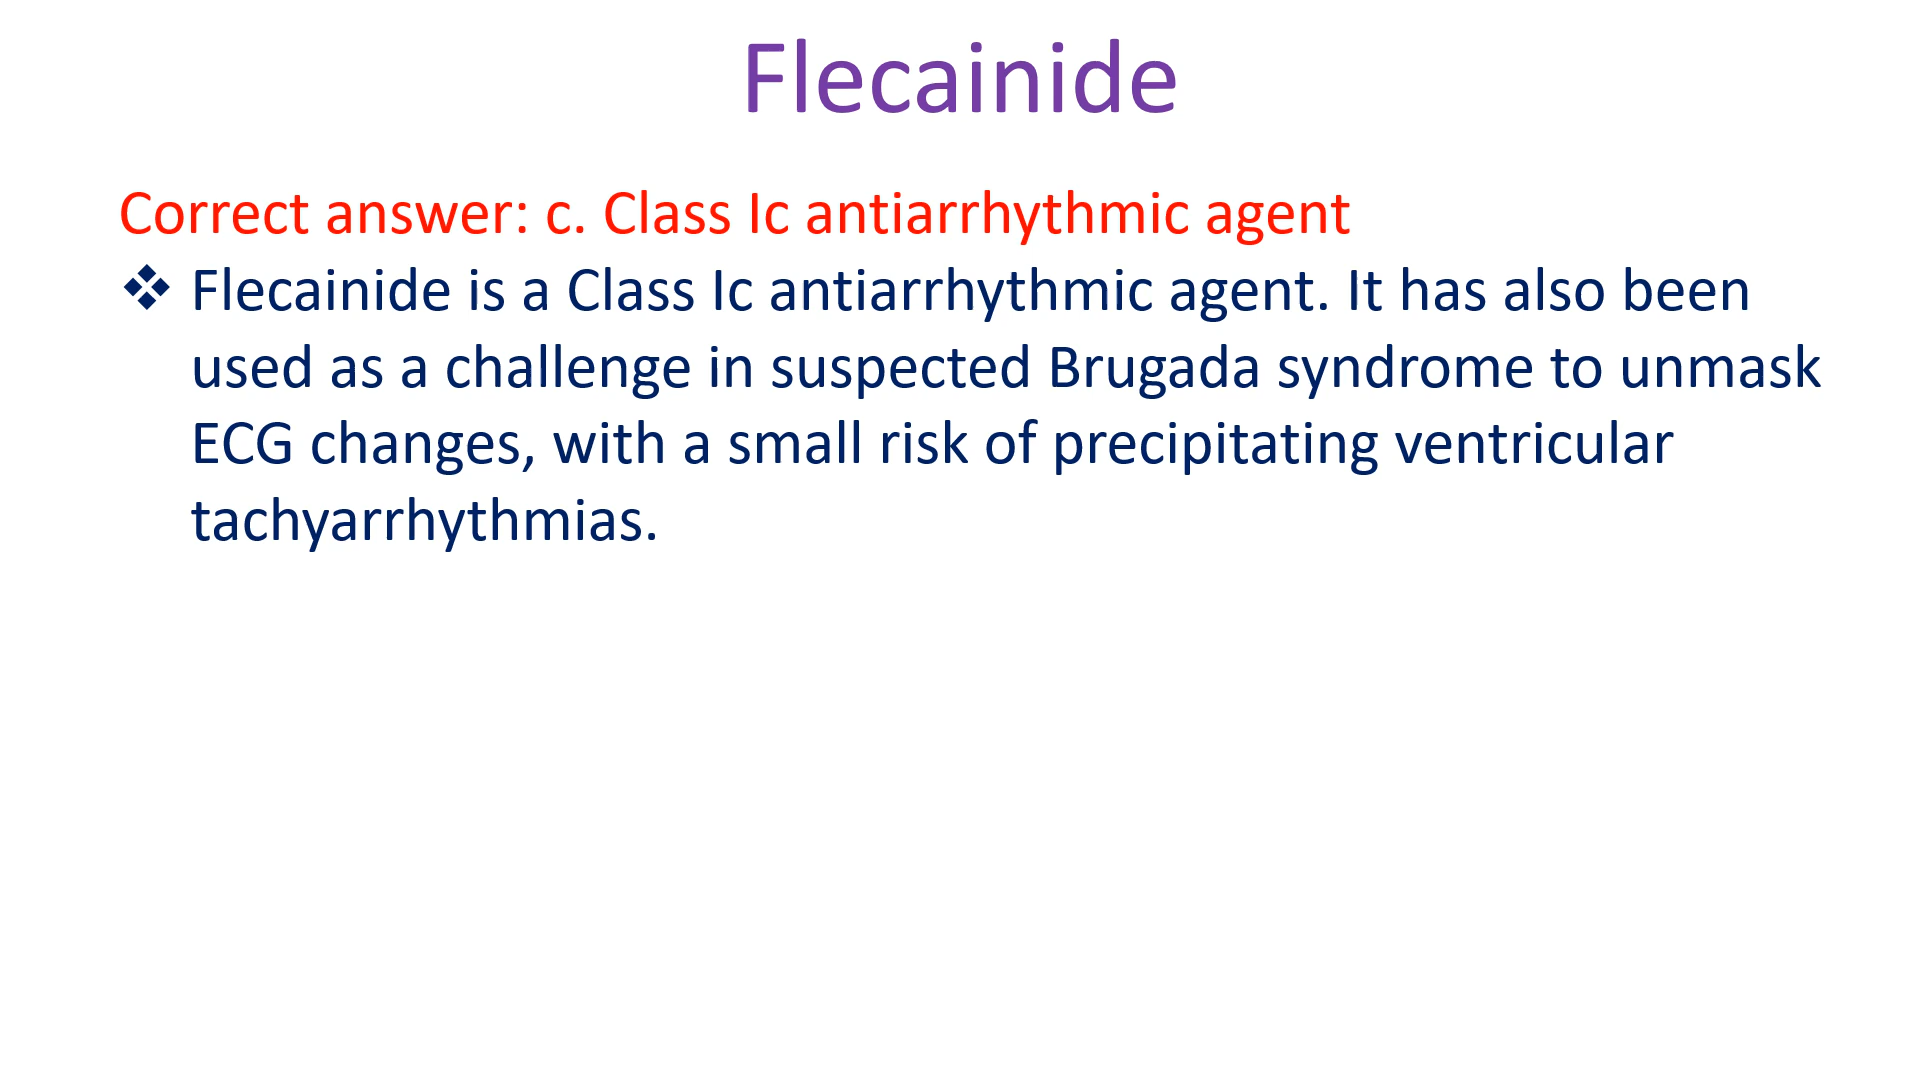 Flecainide
Correct answer: c. Class Ic antiarrhythmic agent
❖ Flecainide is a Class Ic antiarrhythmic agent. It has also been
used as a challenge in suspected Brugada syndrome to unmask
ECG changes, with a small risk of precipitating ventricular
tachyarrhythmias.